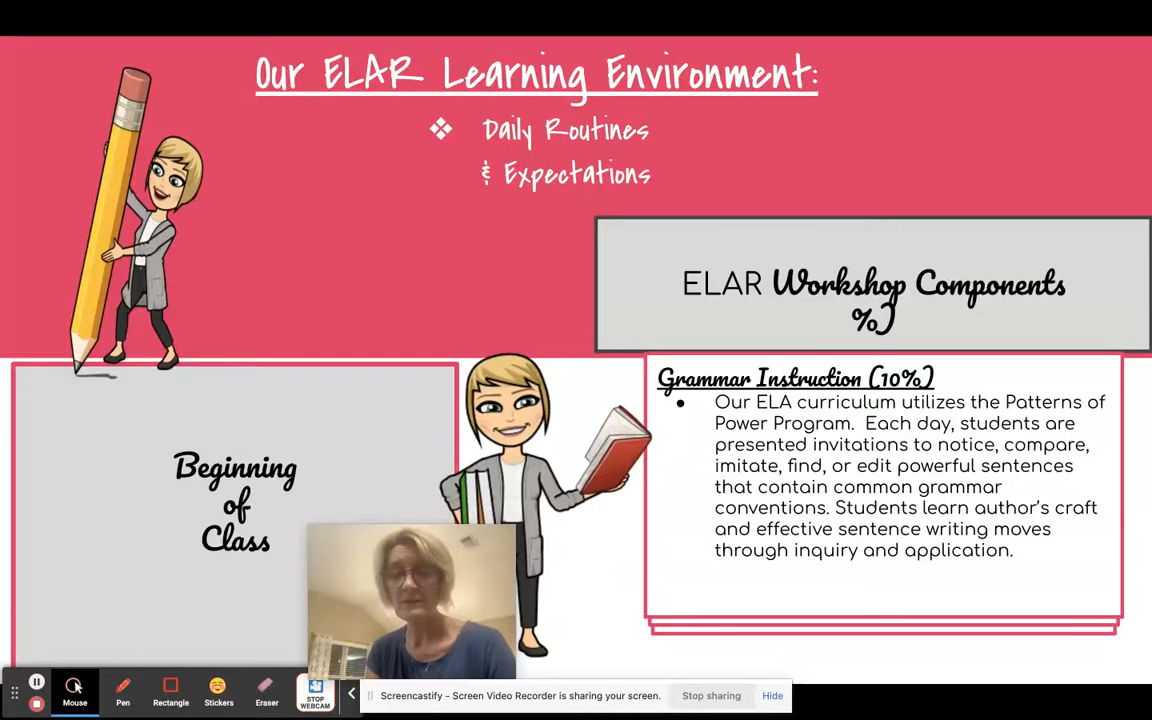 Our ELAR Learning Environment:
❖ Daily Routines
& Expectations
ELAR Workshop Components
%)
Grammar Instruction (10%)
● Our ELA curriculum utilizes the Patterns of
Power Program. Each day, students are
presented invitations to notice, compare,
imitate, find, or edit powerful sentences
that contain common grammar
conventions. Students learn author's craft
and effective sentence writing moves
through inquiry and application.
Beginning
of
Class
Mouse
Pen
Rectangle
Stickers
Eraser
STOP
WEBCAM
Screencastify - Screen Video Recorder is sharing your screen.
Stop sharing
Hide